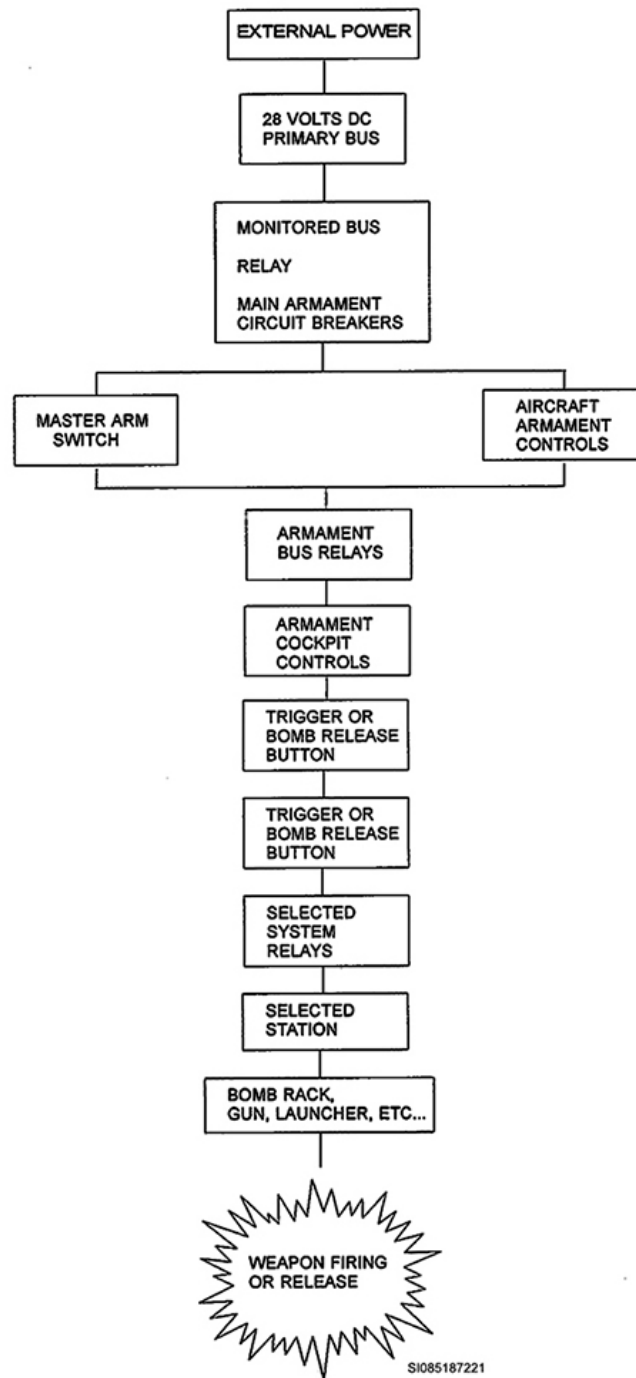 EXTERNAL POWER
28 VOLTS DC
PRIMARY BUS
MONITORED BUS
RELAY
MAIN ARMAMENT
CIRCUIT BREAKERS
MASTER ARM
SWITCH
AIRCRAFT
ARMAMENT
CONTROLS
ARMAMENT
BUS RELAYS
ARMAMENT
COCKPIT
CONTROLS
TRIGGER OR
BOMB RELEASE
BUTTON
TRIGGER OR
BOMB RELEASE
BUTTON
SELECTED
SYSTEM
RELAYS
SELECTED
STATION
BOMB RACK,
GUN, LAUNCHER, ETC...
WEAPON FIRING
OR RELEASE
SI085187221